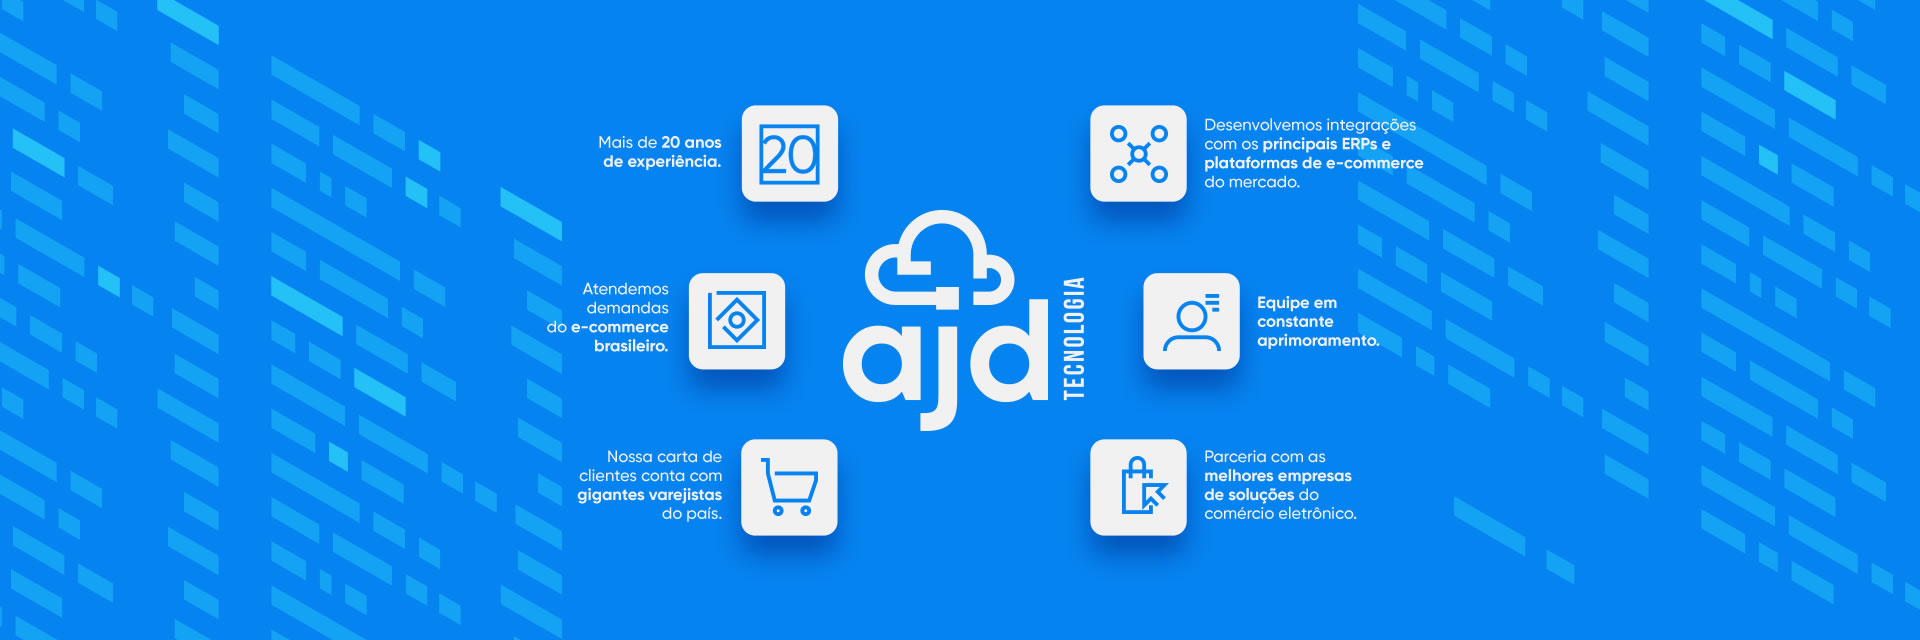 Mais de 20 anos
de experiência.
20
Atendemos
demandas
do e-commerce
brasileiro.
Nossa carta de
clientes conta com
gigantes varejistas
do país.
ajd
TECNOLOGIA
Desenvolvemos integrações
com os principais ERPs e
plataformas de e-commerce
do mercado.
Equipe em
constante
aprimoramento.
Parceria com as
melhores empresas
de soluções do
comércio eletrônico.